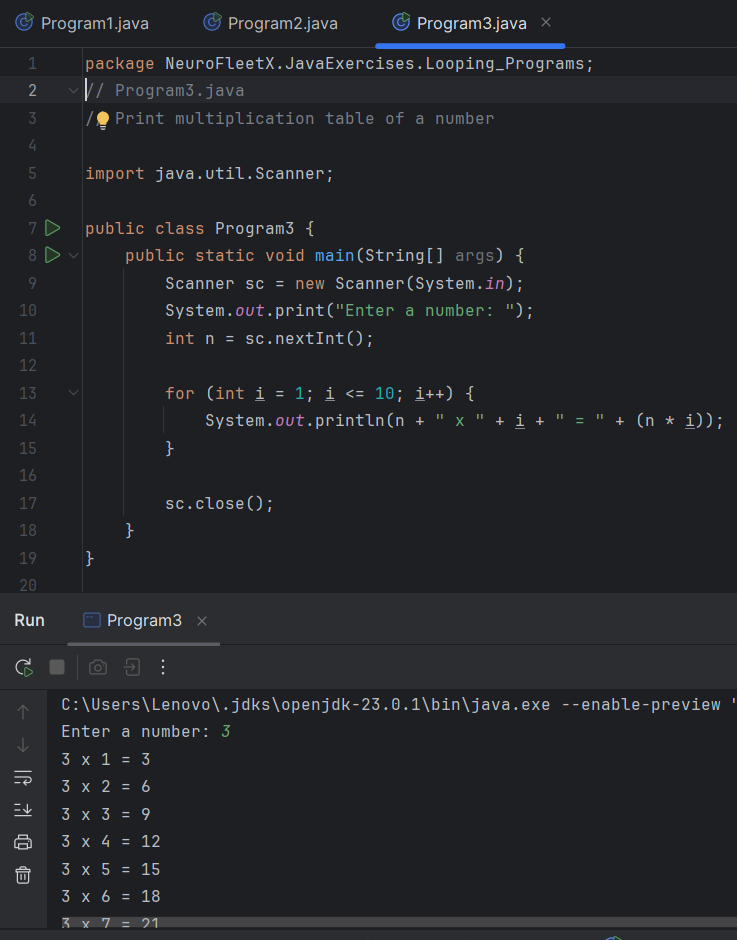 Program1.java Program2.java Program3.java
1 package NeuroFleetX.JavaExercises.Looping_Programs;
2 // Program3.java
3 // Print multiplication table of a number
4
5 import java.util.Scanner;
6
7 public class Program3 {
8     public static void main(String[] args) {
9         Scanner sc = new Scanner(System.in);
10         System.out.print("Enter a number: ");
11         int n = sc.nextInt();
12
13         for (int i = 1; i <= 10; i++) {
14             System.out.println(n + " x " + i + " = " + (n * i));
15         }
16
17         sc.close();
18     }
19 }
20
Run Program3
C:\Users\Lenovo\.jdks\openjdk-23.0.1\bin\java.exe --enable-preview
Enter a number: 3
3 x 1 = 3
3 x 2 = 6
3 x 3 = 9
3 x 4 = 12
3 x 5 = 15
3 x 6 = 18
3 x 7 = 21